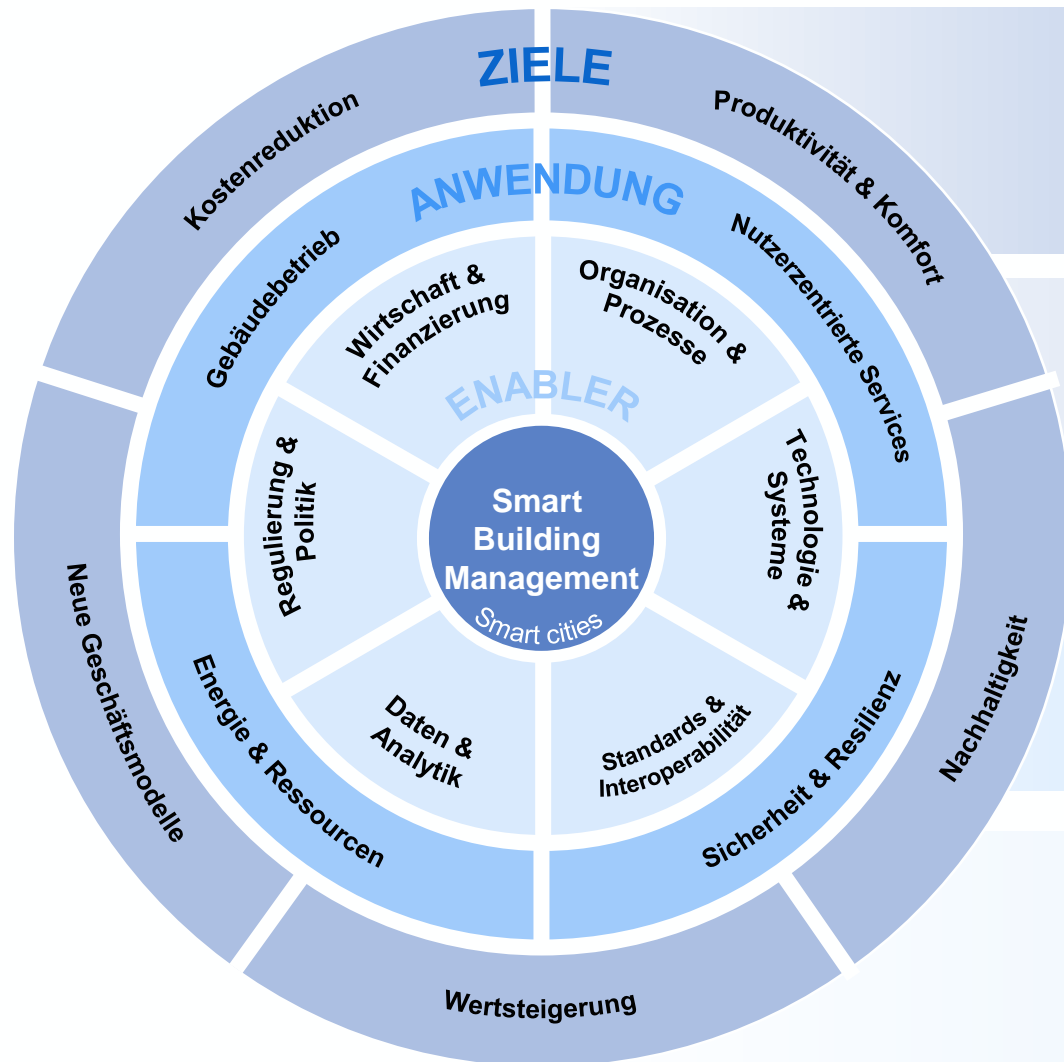 ZIELE
Kostenreduktion
Produktivität & Komfort
Nachhaltigkeit
Wertsteigerung
Neue Geschäftsmodelle
ANWENDUNG
Gebäudebetrieb
Nutzerzentrierte Services
Sicherheit & Resilienz
Energie & Ressourcen
ENABLER
Wirtschaft &
Finanzierung
Organisation &
Prozesse
Technologie &
Systeme
Standards &
Interoperabilität
Daten &
Analytik
Regulierung &
Politik
Smart
Building
Management
Smart cities